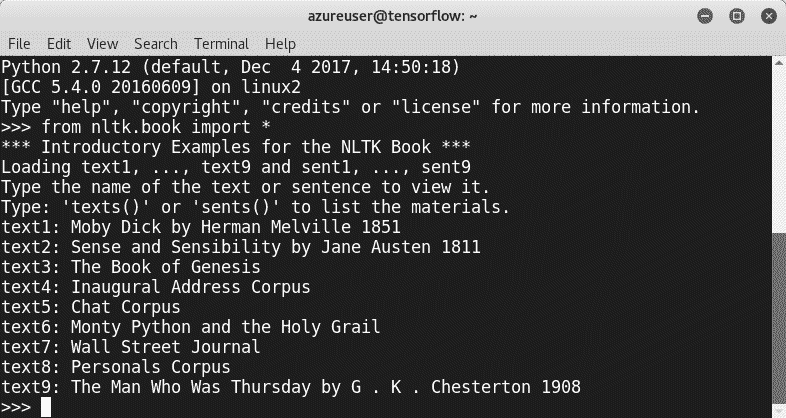 azureuser@tensorflow: ~
File Edit View Search Terminal Help
Python 2.7.12 (default, Dec  4 2017, 14:50:18)
[GCC 5.4.0 20160609] on linux2
Type "help", "copyright", "credits" or "license" for more information.
>>> from nltk.book import *
*** Introductory Examples for the NLTK Book ***
Loading text1, ..., text9 and sent1, ..., sent9
Type the name of the text or sentence to view it.
Type: 'texts()' or 'sents()' to list the materials.
text1: Moby Dick by Herman Melville 1851
text2: Sense and Sensibility by Jane Austen 1811
text3: The Book of Genesis
text4: Inaugural Address Corpus
text5: Chat Corpus
text6: Monty Python and the Holy Grail
text7: Wall Street Journal
text8: Personals Corpus
text9: The Man Who Was Thursday by G . K . Chesterton 1908
>>>